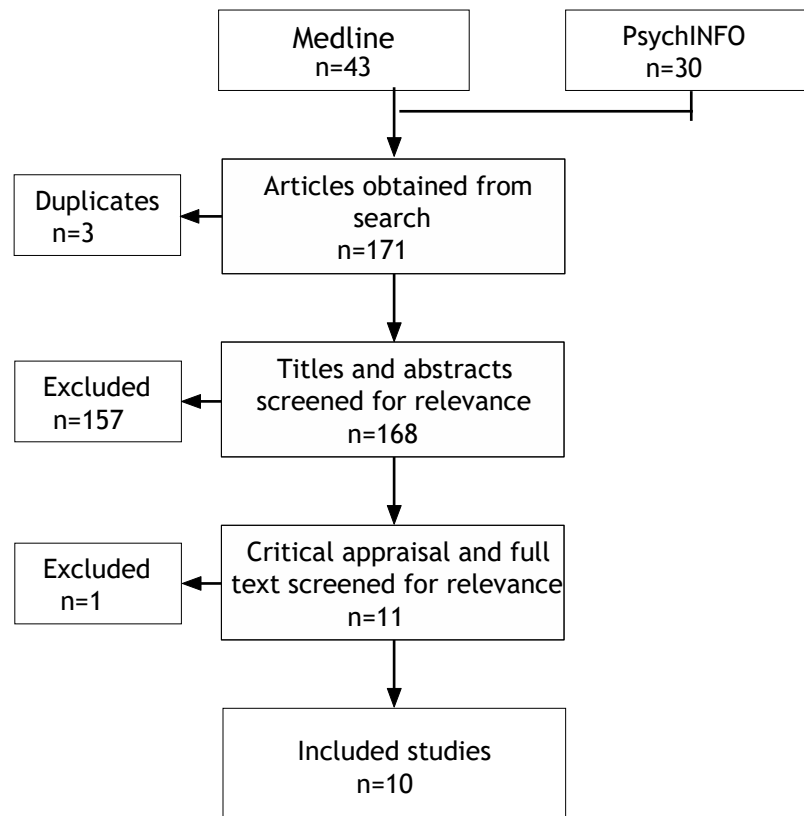 Medline
n=43
PsychINFO
n=30
Articles obtained from
search
n=171
Duplicates
n=3
Titles and abstracts
screened for relevance
n=168
Excluded
n=157
Critical appraisal and full
text screened for relevance
n=11
Excluded
n=1
Included studies
n=10